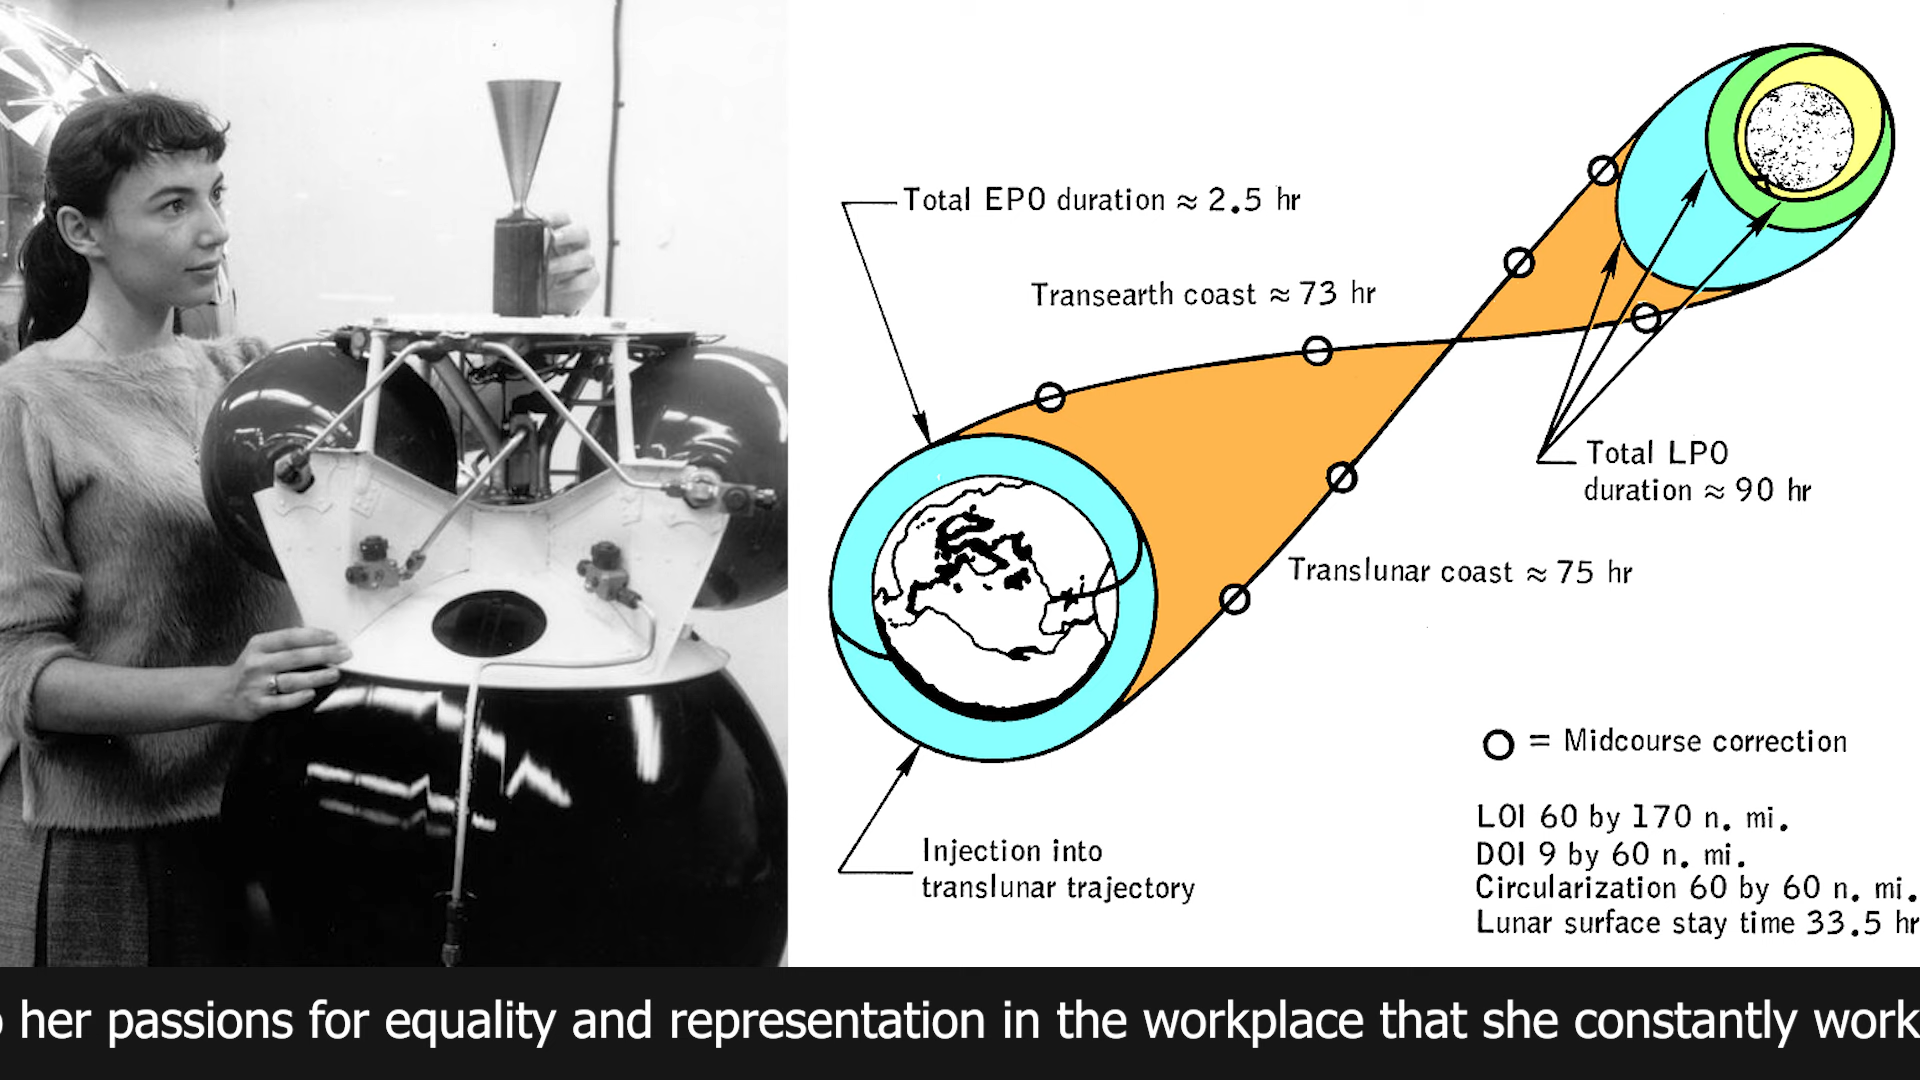 Total EPO duration ≈ 2.5 hr
Transearth coast ≈ 73 hr
Total LPO
duration ≈ 90 hr
Translunar coast ≈ 75 hr
= Midcourse correction
Injection into
translunar trajectory
LOI 60 by 170 n. mi.
DOI 9 by 60 n. mi.
Circularization 60 by 60 n. mi.
Lunar surface stay time 33.5 hr
her passions for equality and representation in the workplace that she constantly work